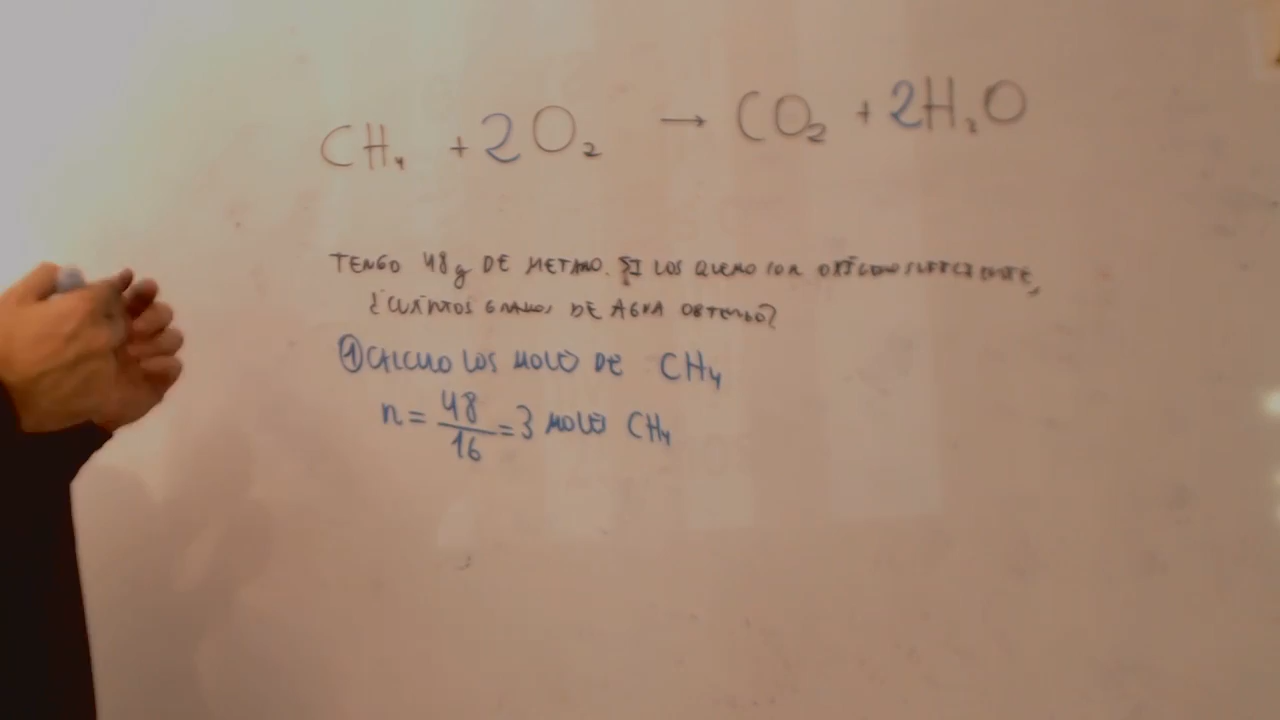 CH₄ + 2O₂ → CO₂ + 2H₂O
TENGO 48g DE METANO. SI LOS QUEMO CON OXÍGENO SUFICIENTE,
¿CUÁNTOS GRAMOS DE AGUA OBTENGO?
① CALCULO LOS MOLES DE CH₄
n = 48/16 = 3 MOLES CH₄